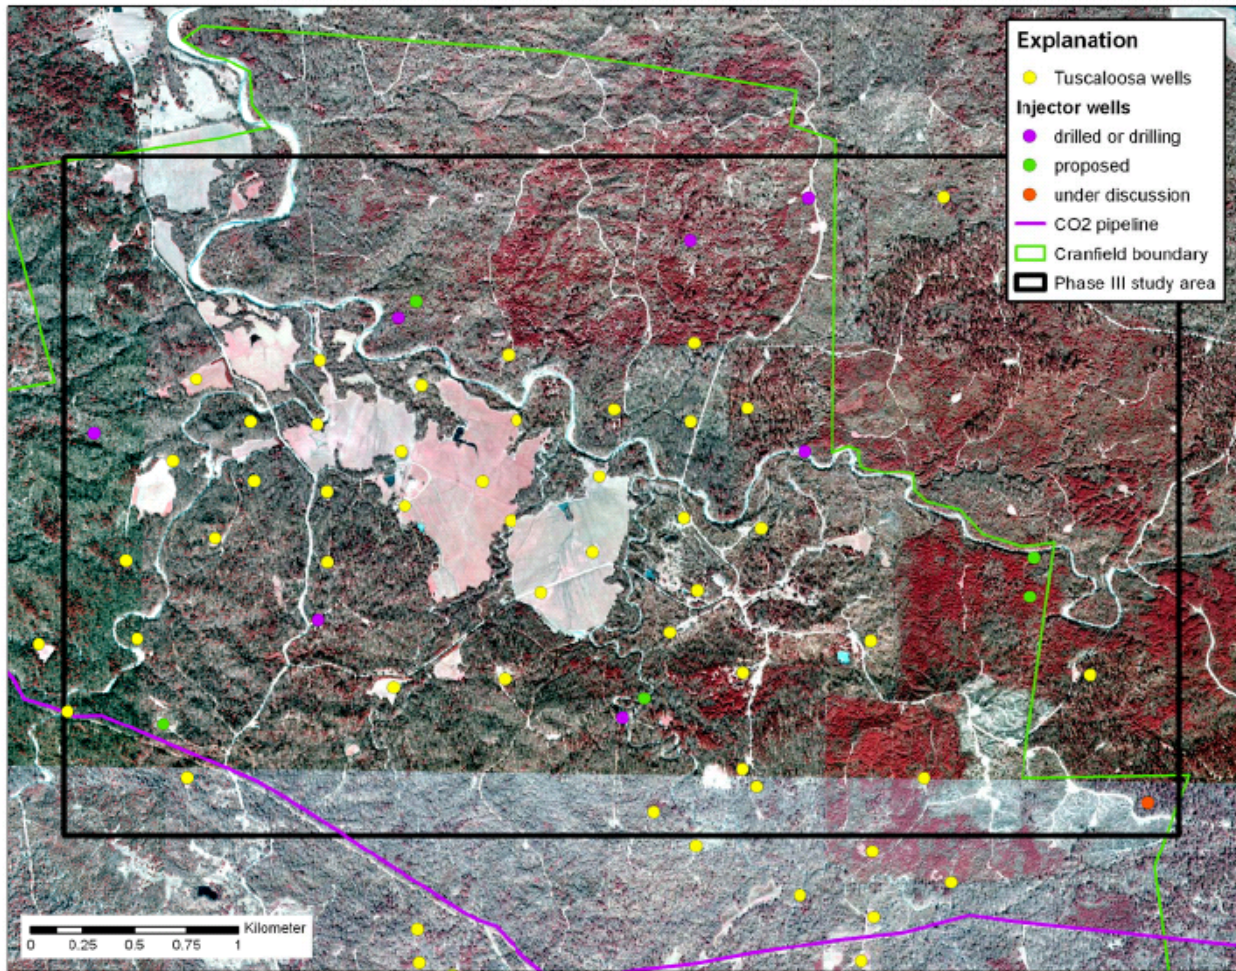 Explanation
Tuscaloosa wells
Injector wells
drilled or drilling
proposed
under discussion
CO2 pipeline
Cranfield boundary
Phase III study area
Kilometer
0 0.25 0.5 0.75 1